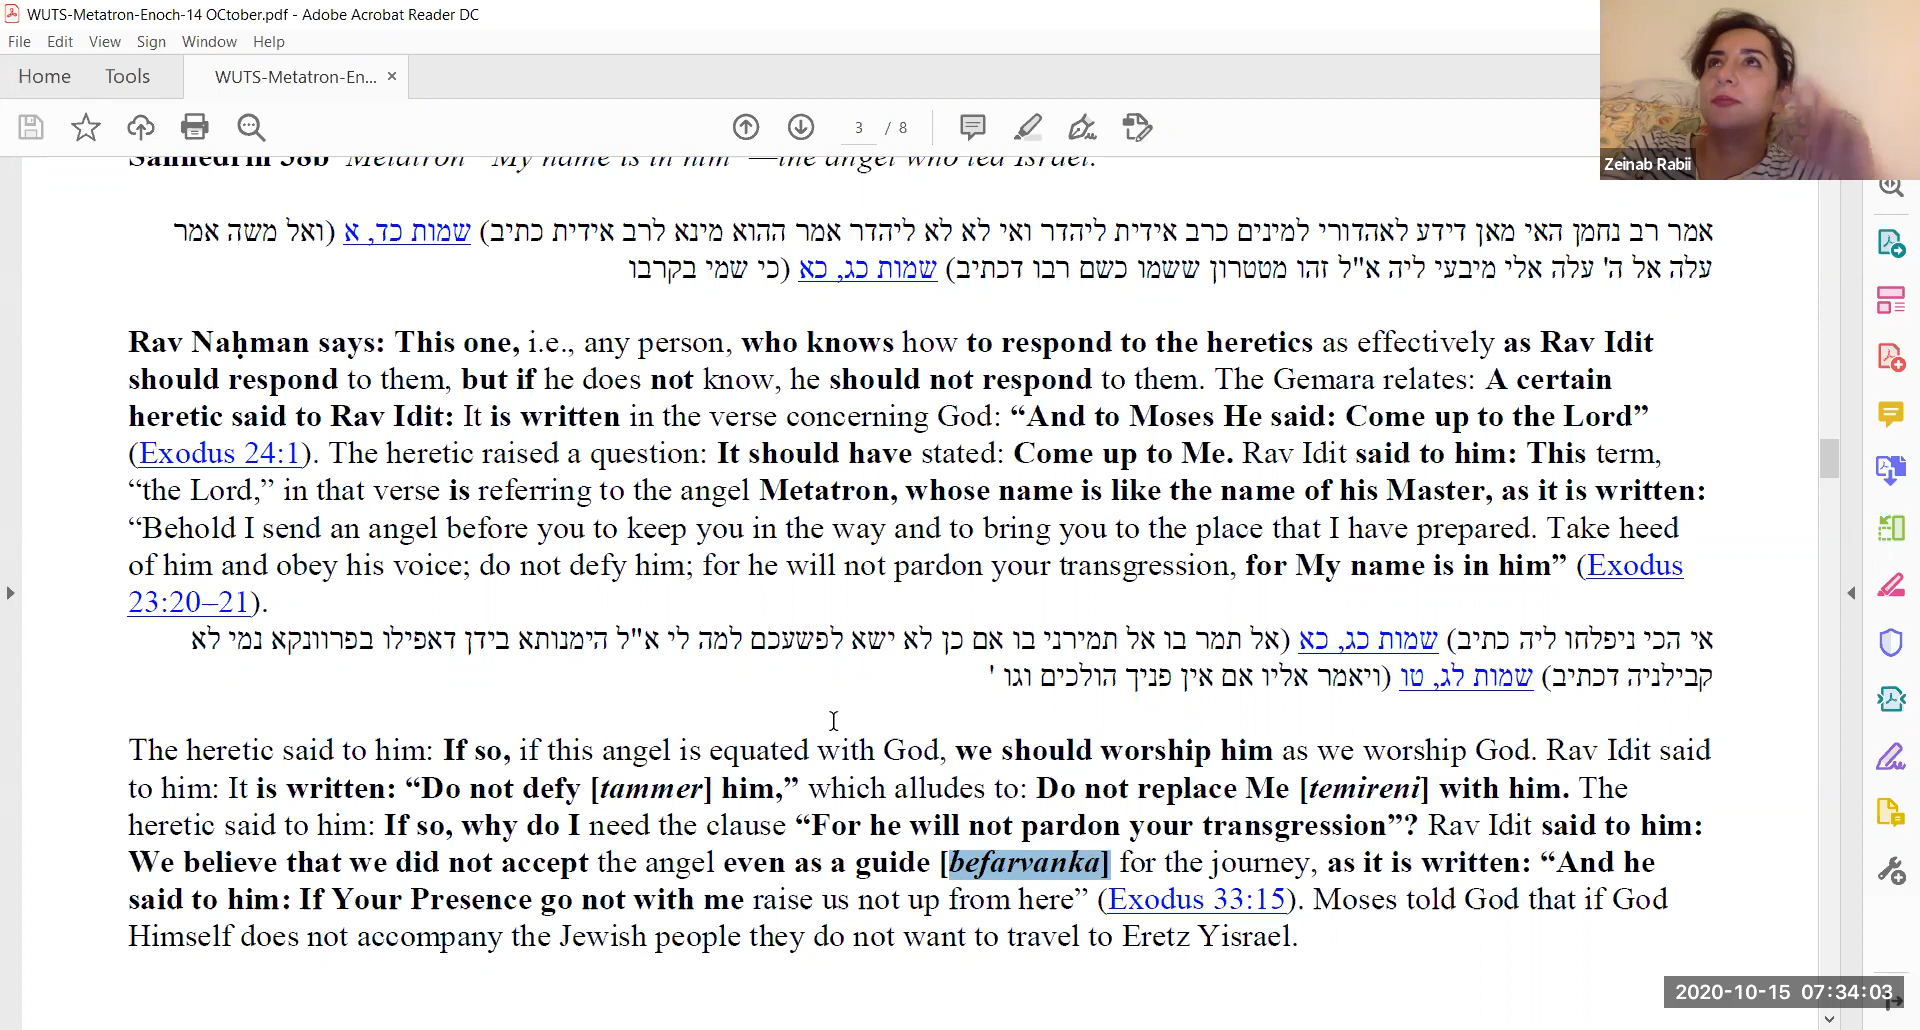 WUTS-Metatron-Enoch-14 OCtober.pdf - Adobe Acrobat Reader DC
File Edit View Sign Window Help
Home Tools WUTS-Metatron-En... ×
3 / 8
Zeinab Rabii
Sanhedrin 38b Metatron "My name is in him"—the angel who led Israel.
אמר רב נחמן האי מאן דידע לאהדורי למינים כרב אידית ליהדר ואי לא לא ליהדר אמר ההוא מינא לרב אידית כתיב (שמות כד, א) ואל משה אמר
עלה אל ה' עלה אלי מיבעי ליה א"ל זהו מטטרון ששמו כשם רבו דכתיב (שמות כג, כא) כי שמי בקרבו
Rav Naḥman says: This one, i.e., any person, who knows how to respond to the heretics as effectively as Rav Idit
should respond to them, but if he does not know, he should not respond to them. The Gemara relates: A certain
heretic said to Rav Idit: It is written in the verse concerning God: “And to Moses He said: Come up to the Lord”
(Exodus 24:1). The heretic raised a question: It should have stated: Come up to Me. Rav Idit said to him: This term,
“the Lord,” in that verse is referring to the angel Metatron, whose name is like the name of his Master, as it is written:
“Behold I send an angel before you to keep you in the way and to bring you to the place that I have prepared. Take heed
of him and obey his voice; do not defy him; for he will not pardon your transgression, for My name is in him” (Exodus
23:20–21).
אי הכי ניפלחו ליה כתיב (שמות כג, כא) אל תמר בו אל תמירני בו אם כן לא ישא לפשעכם למה לי א"ל הימנותא בידן דאפילו בפרוונקא נמי לא
קבילניה דכתיב (שמות לג, טו) ויאמר אליו אם אין פניך הולכים וגו '
The heretic said to him: If so, if this angel is equated with God, we should worship him as we worship God. Rav Idit said
to him: It is written: “Do not defy [tammer] him,” which alludes to: Do not replace Me [temireni] with him. The
heretic said to him: If so, why do I need the clause “For he will not pardon your transgression”? Rav Idit said to him:
We believe that we did not accept the angel even as a guide [befarvanka] for the journey, as it is written: “And he
said to him: If Your Presence go not with me raise us not up from here” (Exodus 33:15). Moses told God that if God
Himself does not accompany the Jewish people they do not want to travel to Eretz Yisrael.
2020-10-15 07:34:03